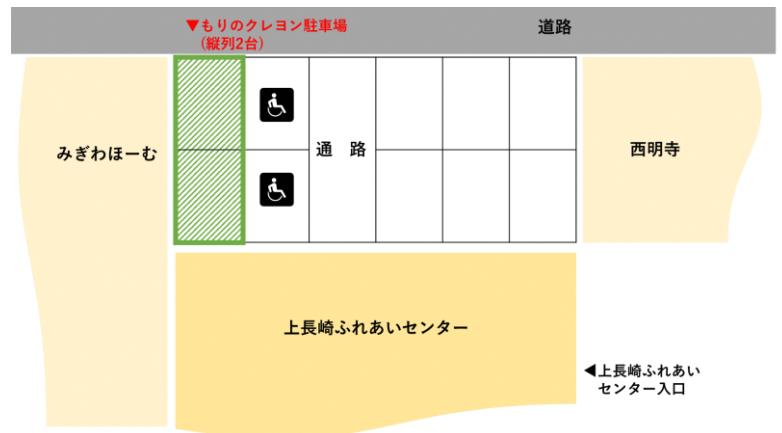 ▼もりのクレヨン駐車場
(縦列2台)
道路
みぎわほーむ
通　路
西明寺
上長崎ふれあいセンター
◀上長崎ふれあい
センター入口